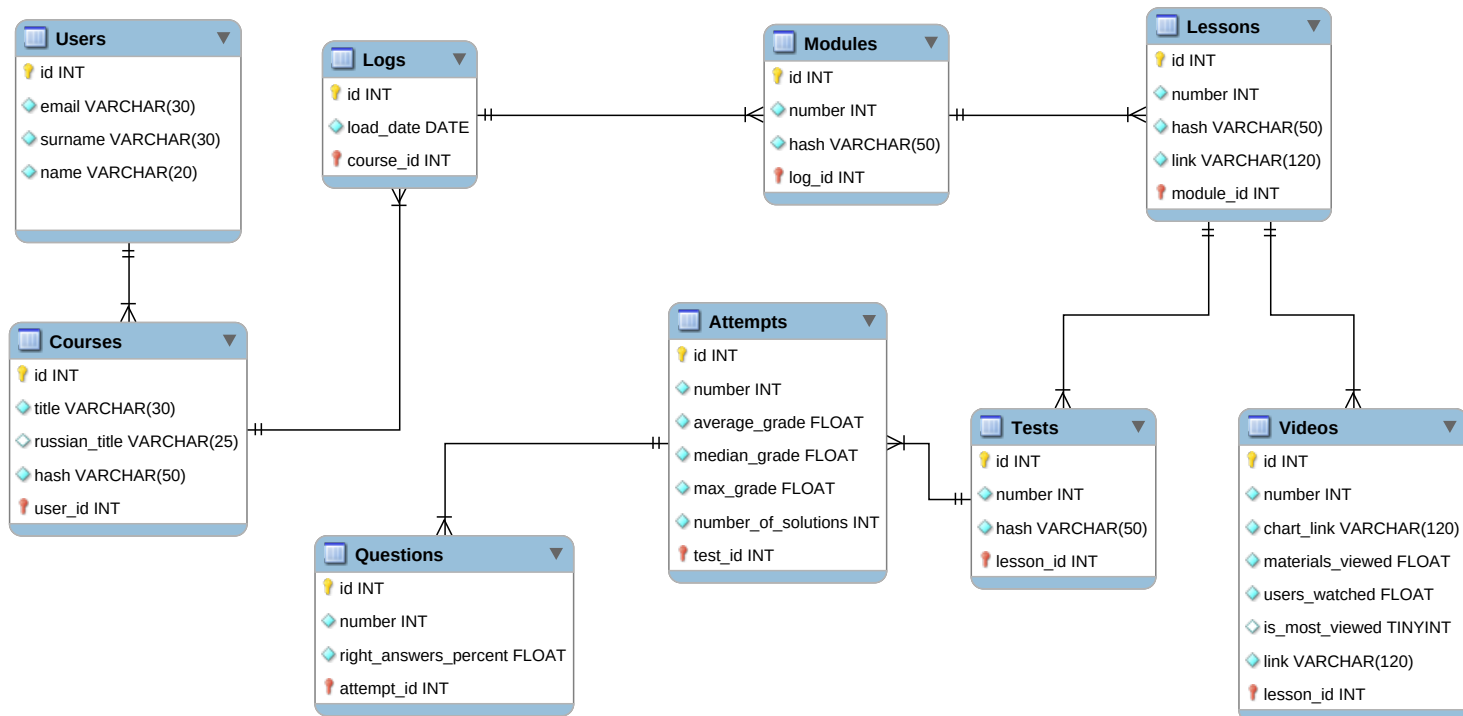 Users
id INT
email VARCHAR(30)
surname VARCHAR(30)
name VARCHAR(20)
Logs
id INT
load_date DATE
course_id INT
Modules
id INT
number INT
hash VARCHAR(50)
log_id INT
Lessons
id INT
number INT
hash VARCHAR(50)
link VARCHAR(120)
module_id INT
Courses
id INT
title VARCHAR(30)
russian_title VARCHAR(25)
hash VARCHAR(50)
user_id INT
Attempts
id INT
number INT
average_grade FLOAT
median_grade FLOAT
max_grade FLOAT
number_of_solutions INT
test_id INT
Tests
id INT
number INT
hash VARCHAR(50)
lesson_id INT
Videos
id INT
number INT
chart_link VARCHAR(120)
materials_viewed FLOAT
users_watched FLOAT
is_most_viewed TINYINT
link VARCHAR(120)
lesson_id INT
Questions
id INT
number INT
right_answers_percent FLOAT
attempt_id INT